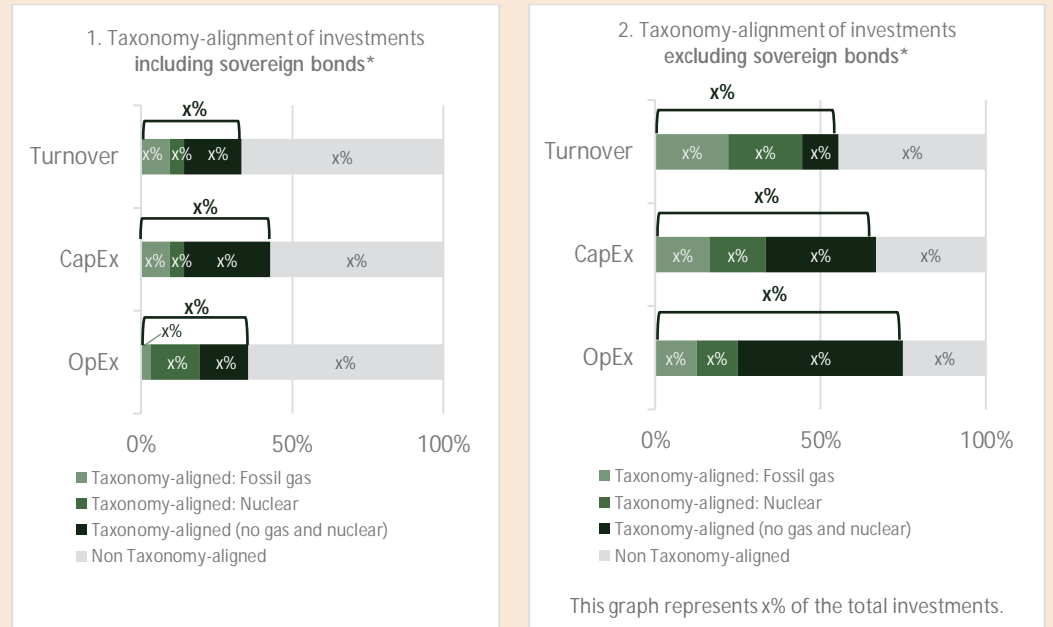 1. Taxonomy-alignment of investments
including sovereign bonds*
x%
Turnover
x% x% x% x%
x%
CapEx
x% x% x% x%
x%
x%
OpEx
x% x% x%
0% 50% 100%
Taxonomy-aligned: Fossil gas
Taxonomy-aligned: Nuclear
Taxonomy-aligned (no gas and nuclear)
Non Taxonomy-aligned
2. Taxonomy-alignment of investments
excluding sovereign bonds*
x%
Turnover
x% x% x% x%
x%
CapEx
x% x% x% x%
x%
OpEx
x% x% x% x%
0% 50% 100%
Taxonomy-aligned: Fossil gas
Taxonomy-aligned: Nuclear
Taxonomy-aligned (no gas and nuclear)
Non Taxonomy-aligned
This graph represents x% of the total investments.